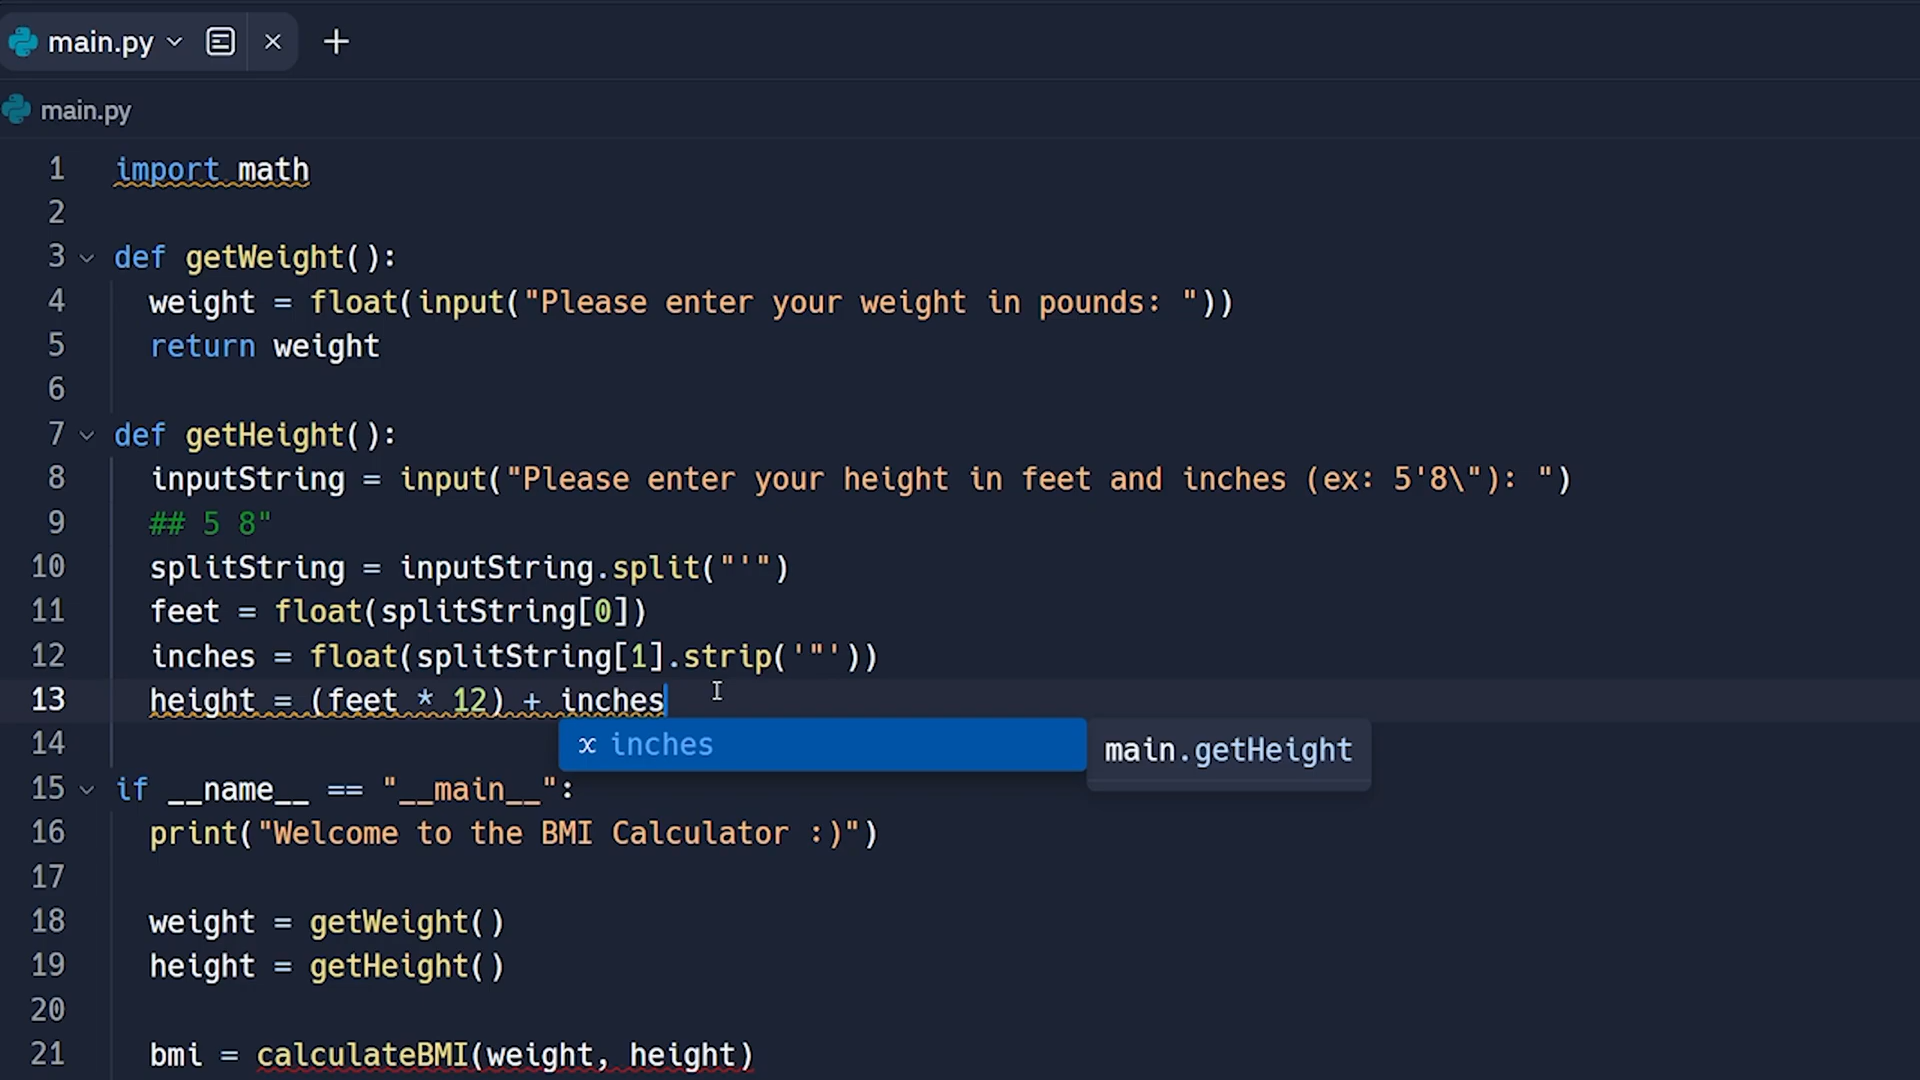 main.py
main.py
1 import math
2
3 def getWeight():
4 weight = float(input("Please enter your weight in pounds: "))
5 return weight
6
7 def getHeight():
8 inputString = input("Please enter your height in feet and inches (ex: 5'8\"): ")
9 ## 5 8"
10 splitString = inputString.split("'")
11 feet = float(splitString[0])
12 inches = float(splitString[1].strip('"'))
13 height = (feet * 12) + inches
14
x inches main.getHeight
15 if __name__ == "__main__":
16 print("Welcome to the BMI Calculator :)")
17
18 weight = getWeight()
19 height = getHeight()
20
21 bmi = calculateBMI(weight, height)